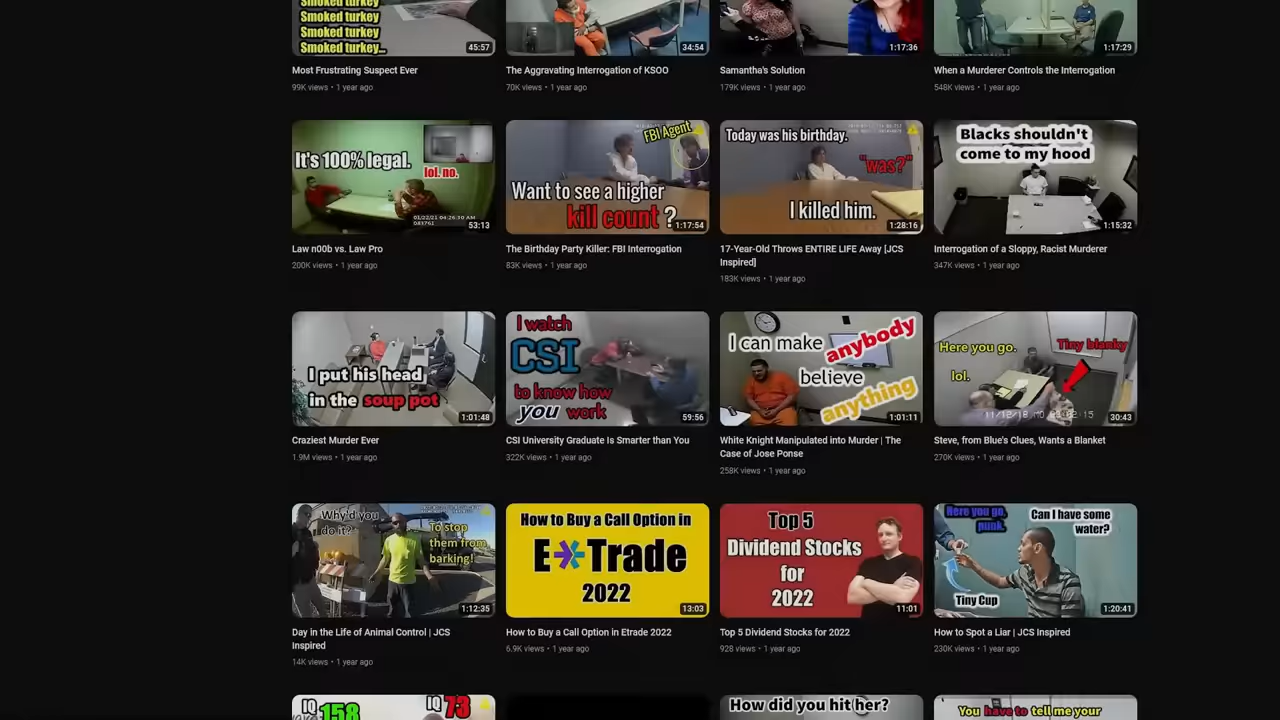 Smoked turkey
Smoked turkey
Smoked turkey
Smoked turkey...
45:57
34:54
1:17:36
1:17:29
Most Frustrating Suspect Ever
The Aggravating Interrogation of KSOO
Samantha's Solution
When a Murderer Controls the Interrogation
99K views • 1 year ago
70K views • 1 year ago
179K views • 1 year ago
548K views • 1 year ago
It's 100% legal.
lol. no.
53:13
FBI Agent
Want to see a higher
kill count ?
1:17:54
Today was his birthday.
"was?"
I killed him.
1:28:16
Blacks shouldn't
come to my hood
1:15:32
Law n00b vs. Law Pro
The Birthday Party Killer: FBI Interrogation
17-Year-Old Throws ENTIRE LIFE Away [JCS
Inspired]
Interrogation of a Sloppy, Racist Murderer
200K views • 1 year ago
83K views • 1 year ago
183K views • 1 year ago
347K views • 1 year ago
I put his head
in the soup pot
1:01:48
I watch
CSI
to know how
you work
59:56
I can make anybody
believe
anything
1:01:11
Here you go.
lol.
Tiny blanky
30:43
Craziest Murder Ever
CSI University Graduate Is Smarter than You
White Knight Manipulated into Murder | The
Case of Jose Ponse
Steve, from Blue's Clues, Wants a Blanket
1.9M views • 1 year ago
322K views • 1 year ago
258K views • 1 year ago
270K views • 1 year ago
Why'd you
do it?
To stop
them from
barking!
1:12:35
How to Buy a Call Option in
E*Trade
2022
13:03
Top 5
Dividend Stocks
for
2022
11:01
Here you go,
punk.
Can I have some
water?
Tiny Cup
1:20:41
Day in the Life of Animal Control | JCS
Inspired
How to Buy a Call Option in Etrade 2022
Top 5 Dividend Stocks for 2022
How to Spot a Liar | JCS Inspired
14K views • 1 year ago
6.9K views • 1 year ago
928 views • 1 year ago
230K views • 1 year ago
IQ 158
IQ 73
How did you hit her?
You have to tell me your